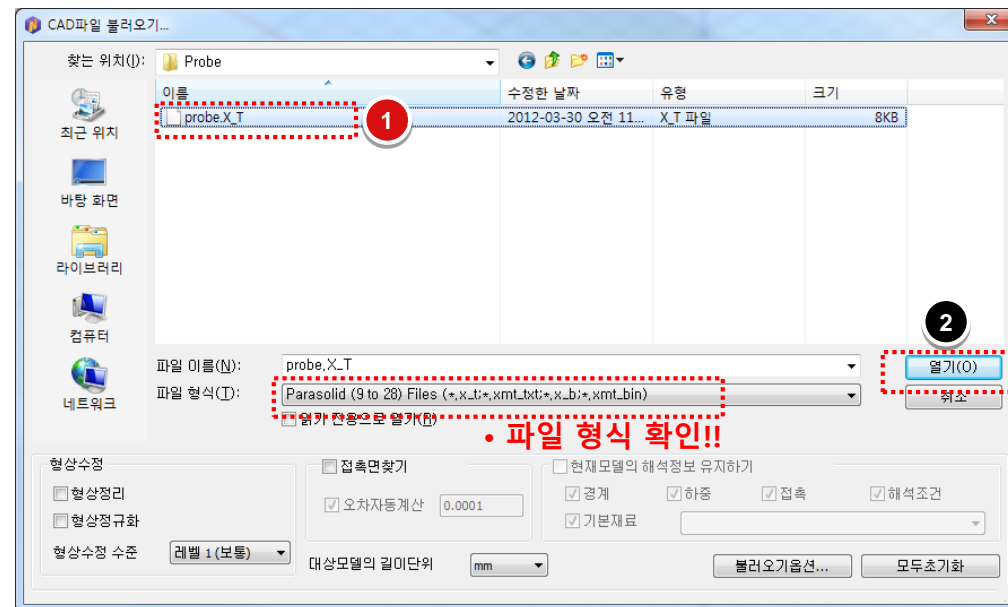 CAD파일 불러오기...
찾는 위치(I): Probe
이름 수정한 날짜 유형 크기
probe.X_T 1 2012-03-30 오전 11... X_T 파일 8KB
최근 위치
바탕 화면
라이브러리
컴퓨터
네트워크
2
파일 이름(N): probe,X_T 열기(O)
파일 형식(T): Parasolid (9 to 28) Files (*,x_t;*,xmt_txt;*,x_b;*,xmt_bin) 취소
읽기 전용으로 열기(R)
• 파일 형식 확인!!
형상수정 접촉면찾기 현재모델의 해석정보 유지하기
형상정리 오차자동계산 0.0001 경계 하중 접촉 해석조건
형상정규화 기본재료
형상수정 수준 레벨 1 (보통) 대상모델의 길이단위 mm 불러오기옵션... 모두초기화